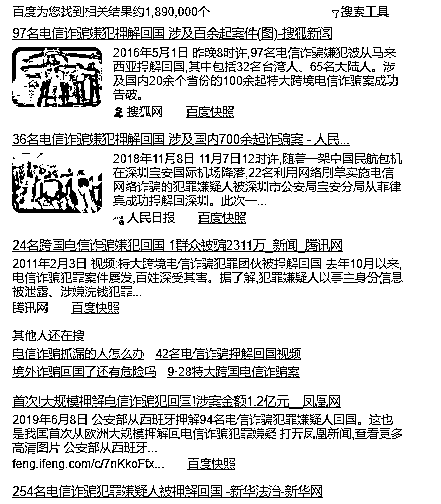 百度为您找到相关结果约1,890,000个
搜索工具
97名电信诈骗嫌犯押解回国 涉及百余起案件(图)-搜狐新闻
2016年5月1日 昨晚8时许,97名电信诈骗嫌犯被从马来
西亚押解回国,其中包括32名台湾人、65名大陆人。涉
及国内20余个省份的100余起特大跨境电信诈骗案成功
告破。
搜狐网 百度快照
36名电信诈骗嫌犯押解回国 涉及国内700余起诈骗案 - 人民...
2018年11月8日 11月7日12时许,随着一架中国民航包机
在深圳宝安国际机场降落,22名利用网络刷单实施电信
网络诈骗的犯罪嫌疑人被深圳市公安局宝安分局从菲律
宾成功押解回深圳。此次一...
人民日报 百度快照
24名跨国电信诈骗嫌犯回国 1群众被骗2311万_新闻_腾讯网
2011年2月3日 视频:特大跨境电信诈骗犯罪团伙被押解回国 去年10月以来,
电信诈骗犯罪案件屡发,百姓深受其害。据了解,犯罪嫌疑人以事主身份信息
被泄露、涉嫌洗钱犯罪...
腾讯网 百度快照
其他人还在搜
电信诈骗抓漏的人怎么办 42名电信诈骗押解回国视频
境外诈骗回国了还有危险吗 9·28特大跨国电信诈骗案
首次!大规模押解自电信诈骗犯回国!涉案金额1.2亿元__凤凰网
2019年6月8日 公安部从西班牙押解94名电信诈骗犯罪嫌疑人回国。这也
是我国首次从欧洲大规模押解回电信诈骗犯罪嫌疑 打开凤凰新闻,查看更多
高清图片 公安部从西班牙...
feng.ifeng.com/c/7nKkoFtx... 百度快照
254名电信诈骗犯罪嫌疑人被押解回国 -新华法治-新华网